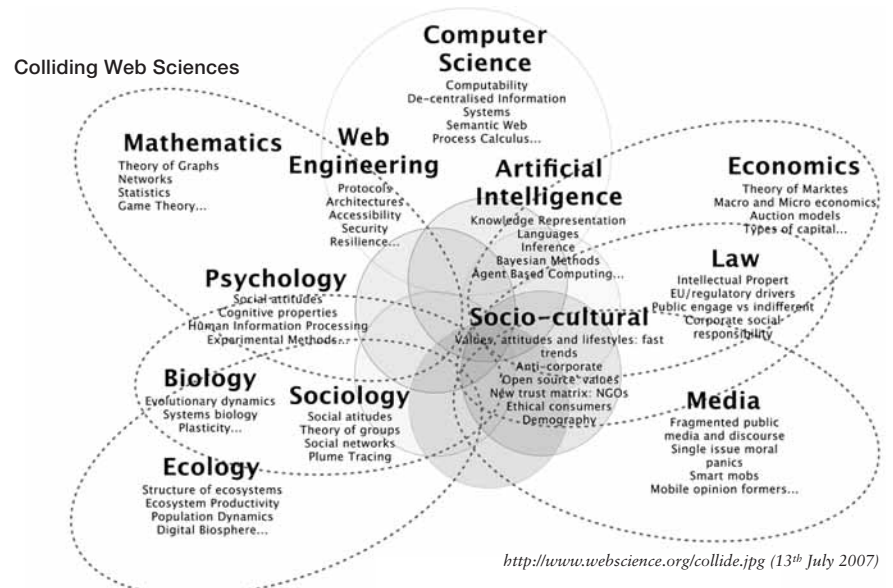 Colliding Web Sciences
Computer
Science
Computability
De-centralised Information
Systems
Semantic Web
Process Calculus...
Mathematics
Theory of Graphs
Networks
Statistics
Game Theory...
Web
Engineering
Protocols
Architectures
Accessibility
Security
Resilience...
Artificial
Intelligence
Knowledge Representation
Languages
Inference
Bayesian Methods
Agent Based Computing...
Economics
Theory of Marktes
Macro and Micro economics
Auction models
Types of capital...
Law
Intellectual Propert
EU/regulatory drivers
Public engage vs indifferent
Corporate social
responsibility
Psychology
Social attitudes
Cognitive properties
Human Information Processing
Experimental Methods...
Socio-cultural
Values, attitudes and lifestyles: fast
trends
Anti-corporate
'Open source' values
New trust matrix: NGOs
Ethical consumers
Demography
Biology
Evolutionary dynamics
Systems biology
Plasticity...
Sociology
Social atitudes
Theory of groups
Social networks
Plume Tracing
Media
Fragmented public
media and discourse
Single issue moral
panics
Smart mobs
Mobile opinion formers...
Ecology
Structure of ecosystems
Ecosystem Productivity
Population Dynamics
Digital Biosphere...
http://www.webscience.org/collide.jpg (13th July 2007)